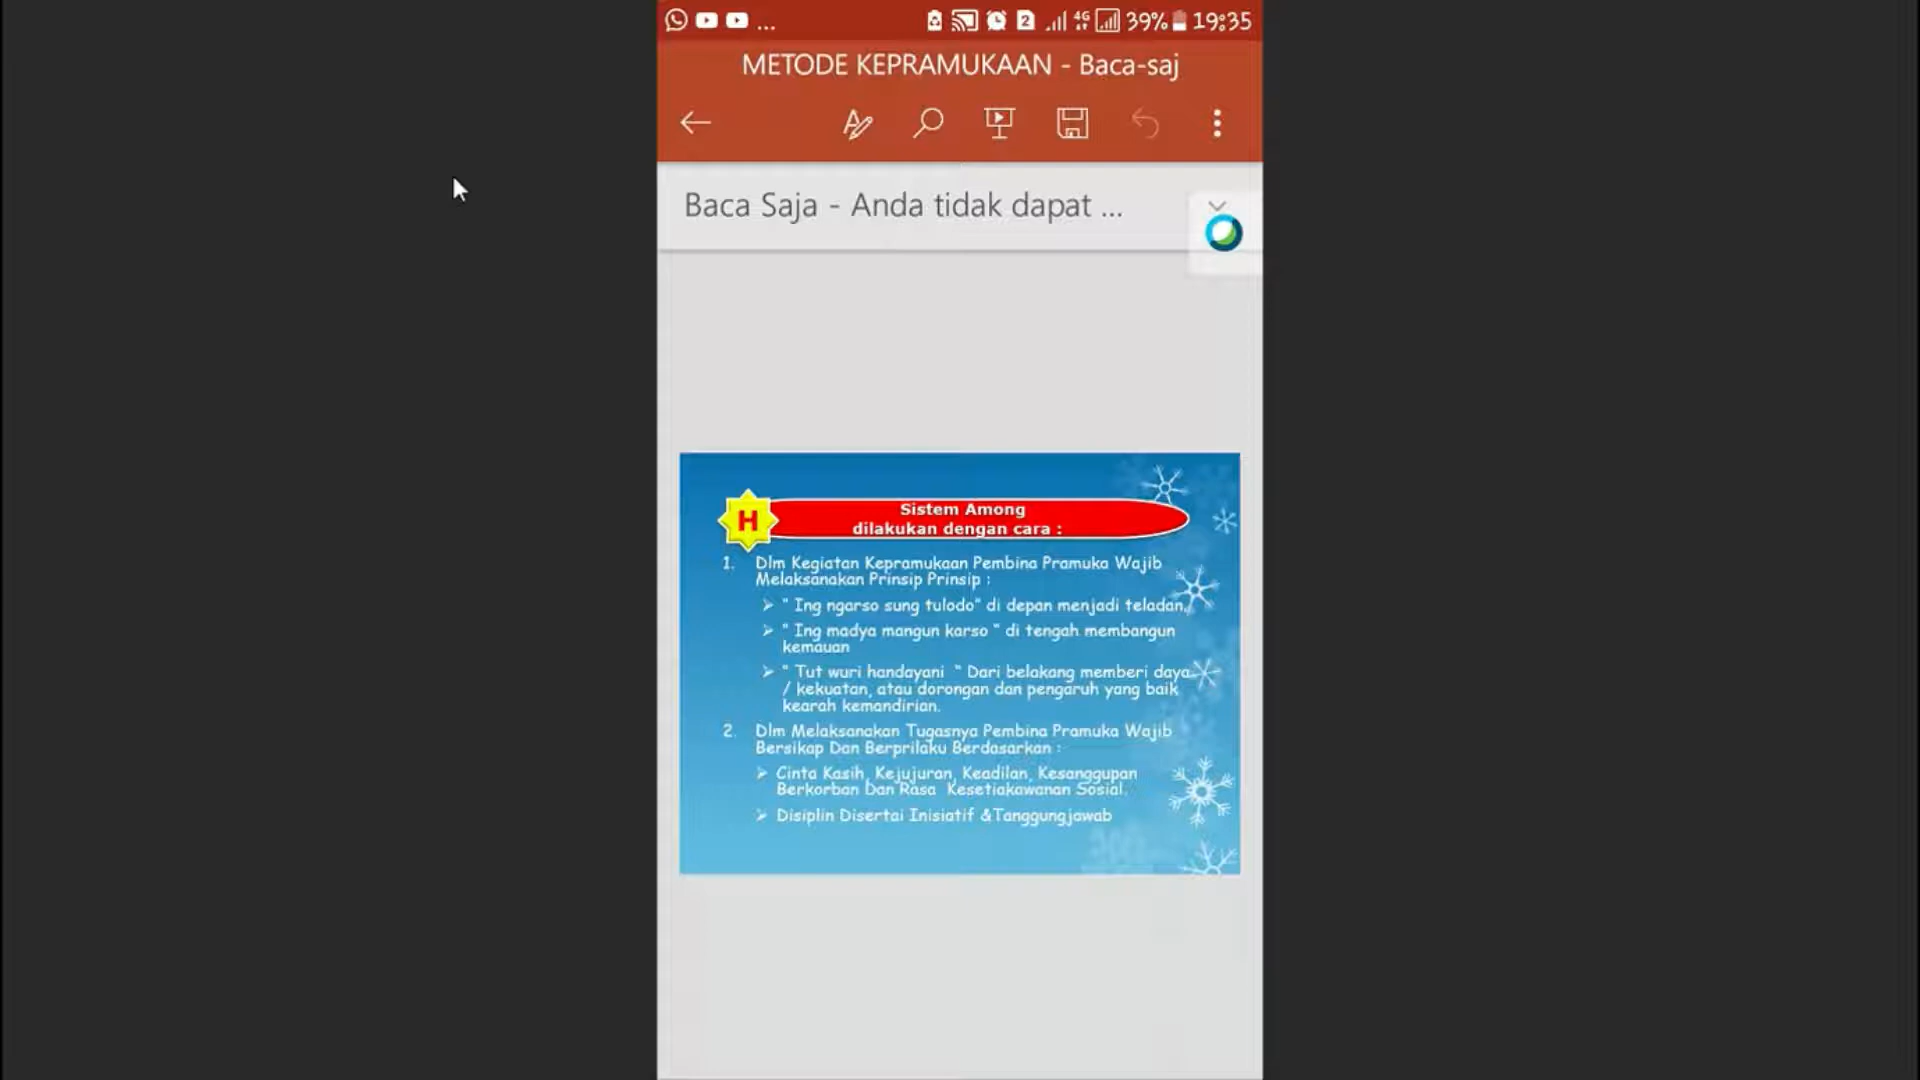 ... 2 4G 39% 19:35
METODE KEPRAMUKAAN - Baca-saj
Baca Saja - Anda tidak dapat ...
H
Sistem Among
dilakukan dengan cara :
1. Dlm Kegiatan Kepramukaan Pembina Pramuka Wajib
Melaksanakan Prinsip Prinsip :
➢ " Ing ngarso sung tulodo" di depan menjadi teladan.
➢ " Ing madya mangun karso " di tengah membangun
kemauan
➢ " Tut wuri handayani " Dari belakang memberi daya
/ kekuatan, atau dorongan dan pengaruh yang baik
kearah kemandirian.
2. Dlm Melaksanakan Tugasnya Pembina Pramuka Wajib
Bersikap Dan Berprilaku Berdasarkan :
➢ Cinta Kasih, Kejujuran, Keadilan, Kesanggupan
Berkorban Dan Rasa Kesetiakawanan Sosial.
➢ Disiplin Disertai Inisiatif &Tanggungjawab